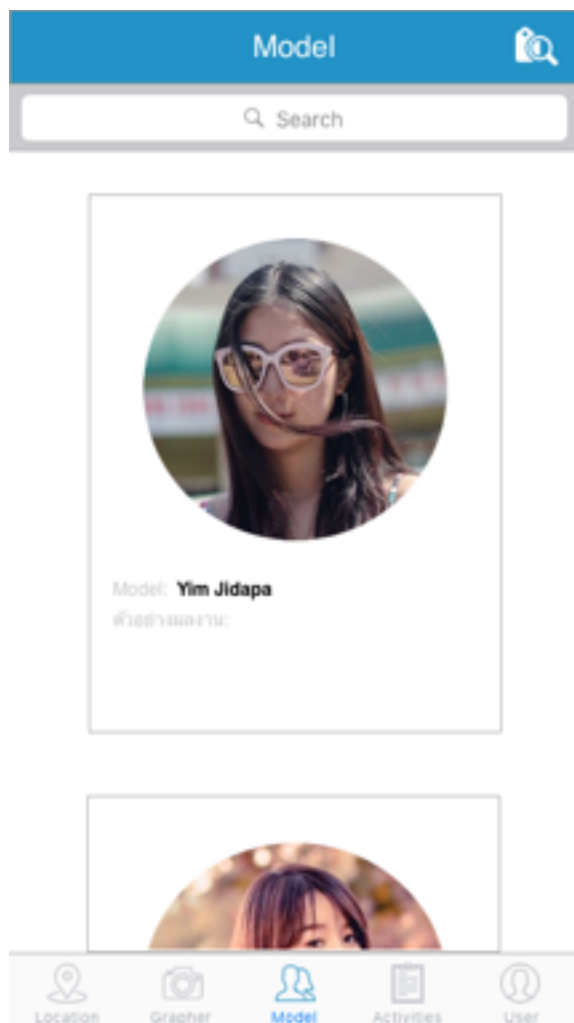 Model
Search
Model: Yim Jidapa
ตัวอย่างผลงาน:
Location
Grapher
Model
Activities
User